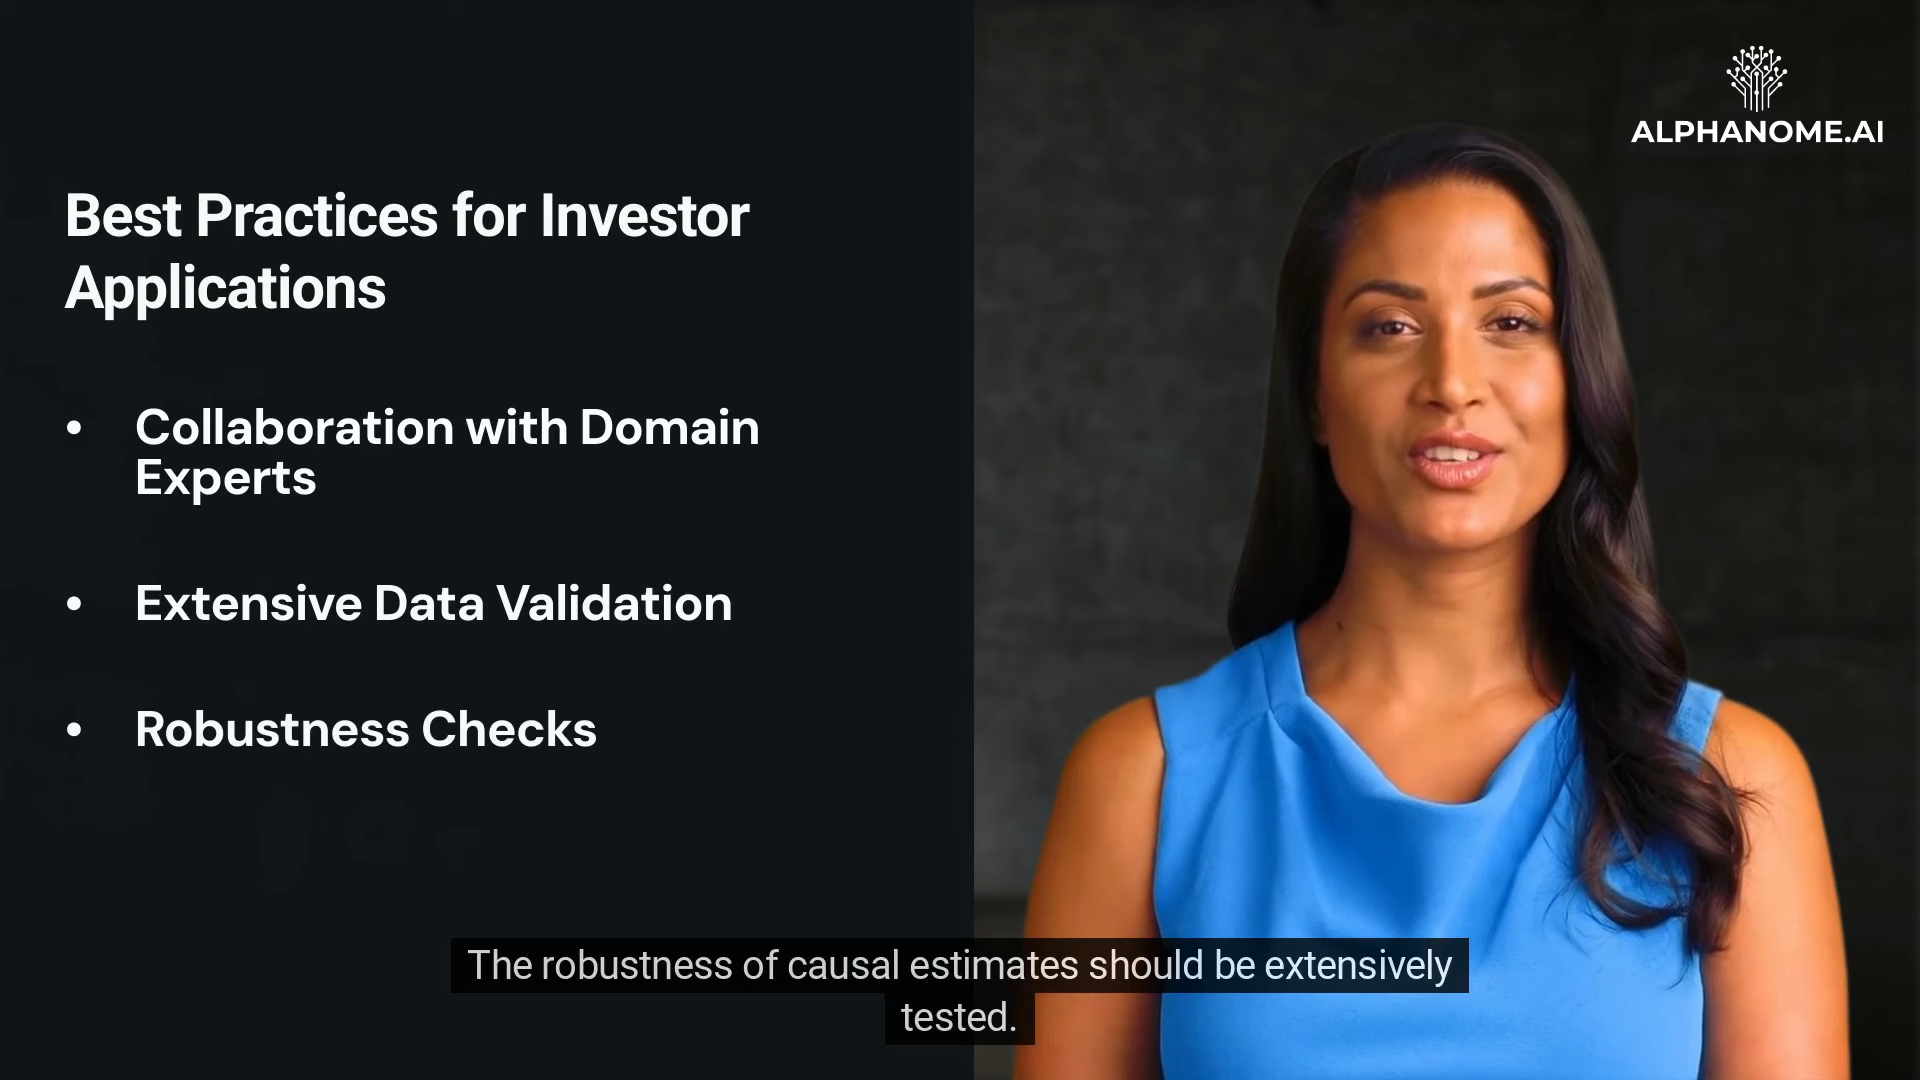 ALPHANOME.AI
Best Practices for Investor
Applications
• Collaboration with Domain
Experts
• Extensive Data Validation
• Robustness Checks
The robustness of causal estimates should be extensively
tested.